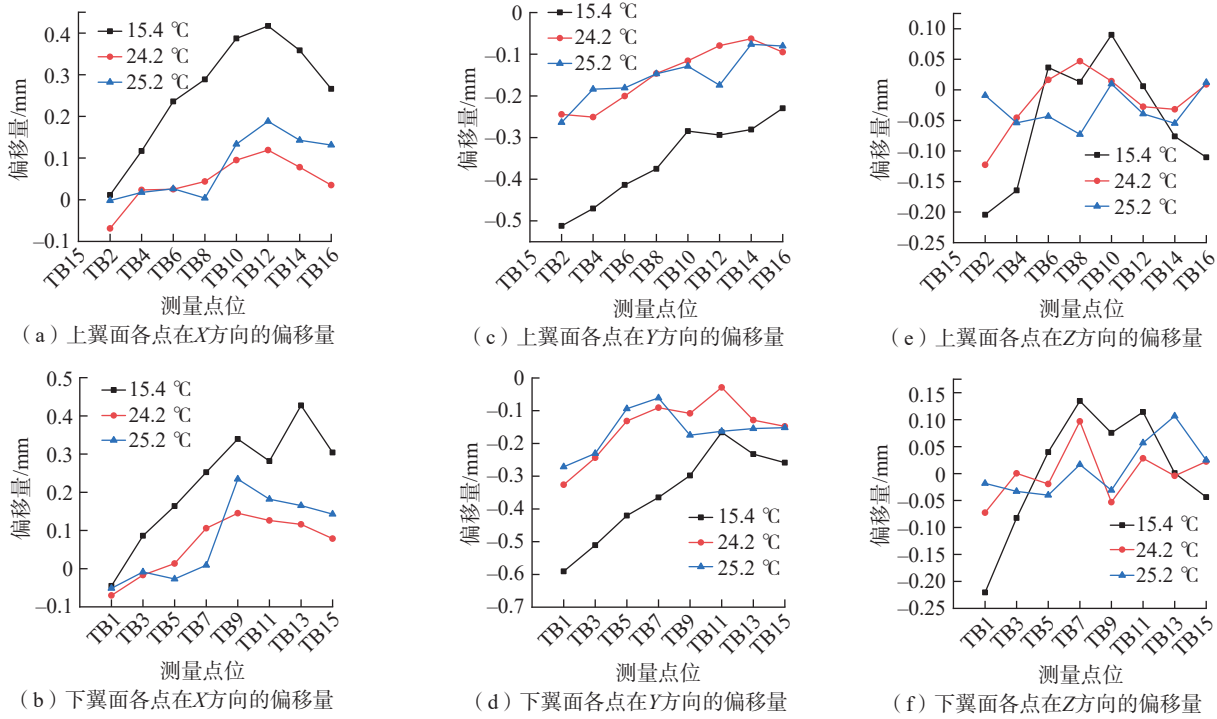 15.4 ℃
24.2 ℃
25.2 ℃
偏移量/mm
0.4
0.3
0.2
0.1
0
–0.1
TB15
TB2
TB4
TB6
TB8
TB10
TB12
TB14
TB16
测量点位
（a）上翼面各点在X方向的偏移量
15.4 ℃
24.2 ℃
25.2 ℃
偏移量/mm
–0
–0.1
–0.2
–0.3
–0.4
–0.5
TB15
TB2
TB4
TB6
TB8
TB10
TB12
TB14
TB16
测量点位
（c）上翼面各点在Y方向的偏移量
15.4 ℃
24.2 ℃
25.2 ℃
偏移量/mm
0.10
0.05
0
–0.05
–0.10
–0.15
–0.20
–0.25
TB15
TB2
TB4
TB6
TB8
TB10
TB12
TB14
TB16
测量点位
（e）上翼面各点在Z方向的偏移量
15.4 ℃
24.2 ℃
25.2 ℃
偏移量/mm
0.5
0.4
0.3
0.2
0.1
0
–0.1
TB1
TB3
TB5
TB7
TB9
TB11
TB13
TB15
测量点位
（b）下翼面各点在X方向的偏移量
15.4 ℃
24.2 ℃
25.2 ℃
偏移量/mm
–0
–0.1
–0.2
–0.3
–0.4
–0.5
–0.6
–0.7
TB1
TB3
TB5
TB7
TB9
TB11
TB13
TB15
测量点位
（d）下翼面各点在Y方向的偏移量
15.4 ℃
24.2 ℃
25.2 ℃
偏移量/mm
0.15
0.10
0.05
0
–0.05
–0.10
–0.15
–0.20
–0.25
TB1
TB3
TB5
TB7
TB9
TB11
TB13
TB15
测量点位
（f）下翼面各点在Z方向的偏移量